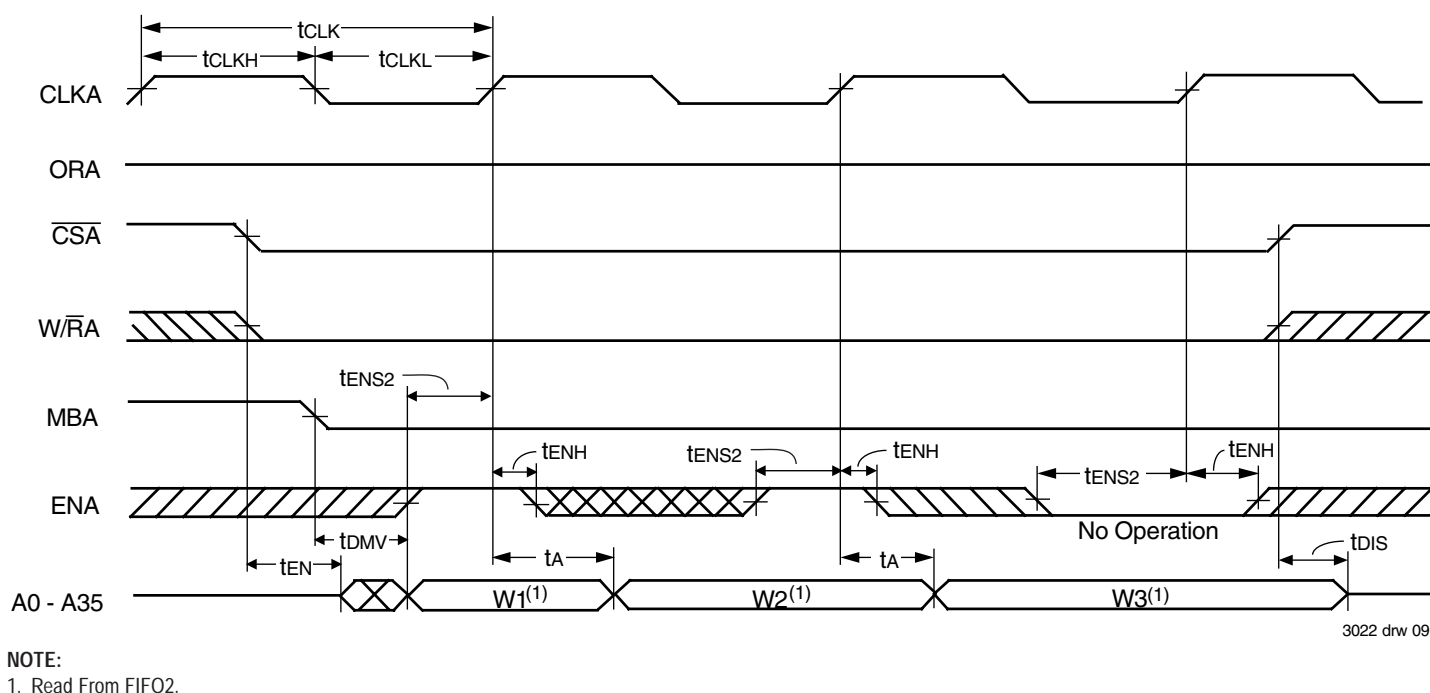 tCLK
tCLKH
tCLKL
CLKA
ORA
CSA
W/RA
tENS2
MBA
tENH
tENS2
tENH
tENS2
tENH
ENA
No Operation
tDMV
tEN
tA
tA
tDIS
A0 - A35
W1(1)
W2(1)
W3(1)
3022 drw 09
NOTE:
1. Read From FIFO2.